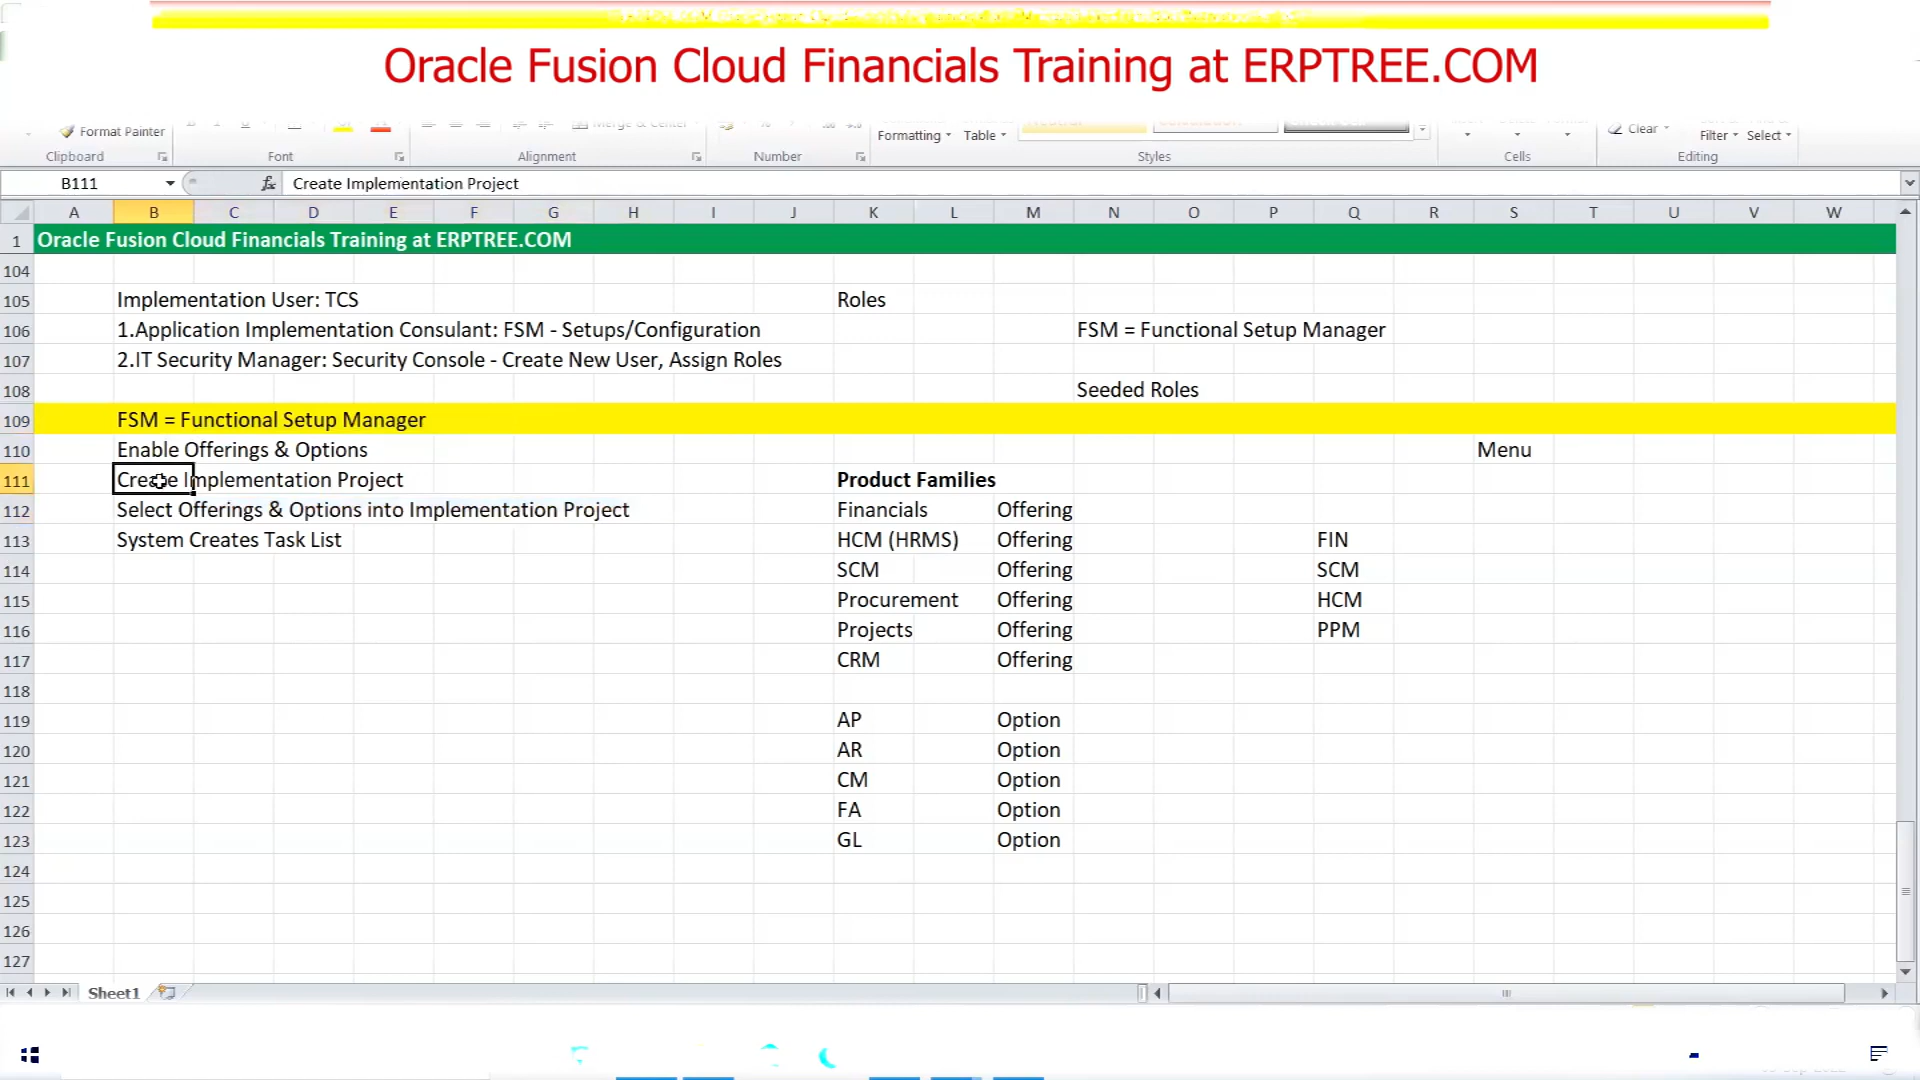 Oracle Fusion Cloud Financials Training at ERPTREE.COM
Format Painter
Formatting Table
Clear
Filter Select
Clipboard Font Alignment Number Styles Cells Editing
B111 fx Create Implementation Project
A B C D E F G H I J K L M N O P Q R S T U V W
1 Oracle Fusion Cloud Financials Training at ERPTREE.COM
104
105 Implementation User: TCS Roles
106 1.Application Implementation Consulant: FSM - Setups/Configuration FSM = Functional Setup Manager
107 2.IT Security Manager: Security Console - Create New User, Assign Roles
108 Seeded Roles
109 FSM = Functional Setup Manager
110 Enable Offerings & Options Menu
111 Create Implementation Project Product Families
112 Select Offerings & Options into Implementation Project Financials Offering
113 System Creates Task List HCM (HRMS) Offering FIN
114 SCM Offering SCM
115 Procurement Offering HCM
116 Projects Offering PPM
117 CRM Offering
118
119 AP Option
120 AR Option
121 CM Option
122 FA Option
123 GL Option
124
125
126
127
Sheet1